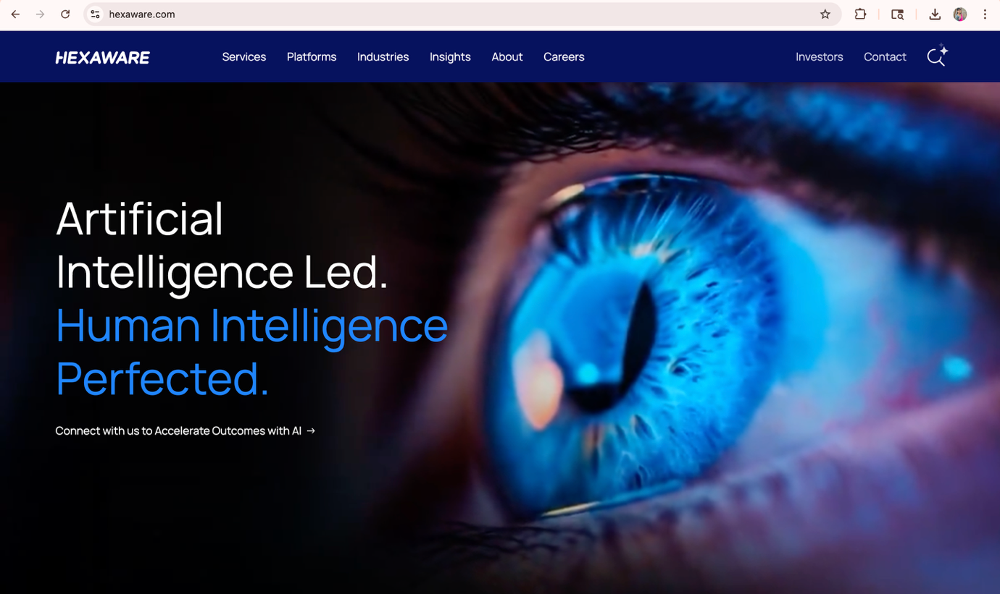 hexaware.com
HEXAWARE Services Platforms Industries Insights About Careers Investors Contact
Artificial
Intelligence Led.
Human Intelligence
Perfected.
Connect with us to Accelerate Outcomes with AI →